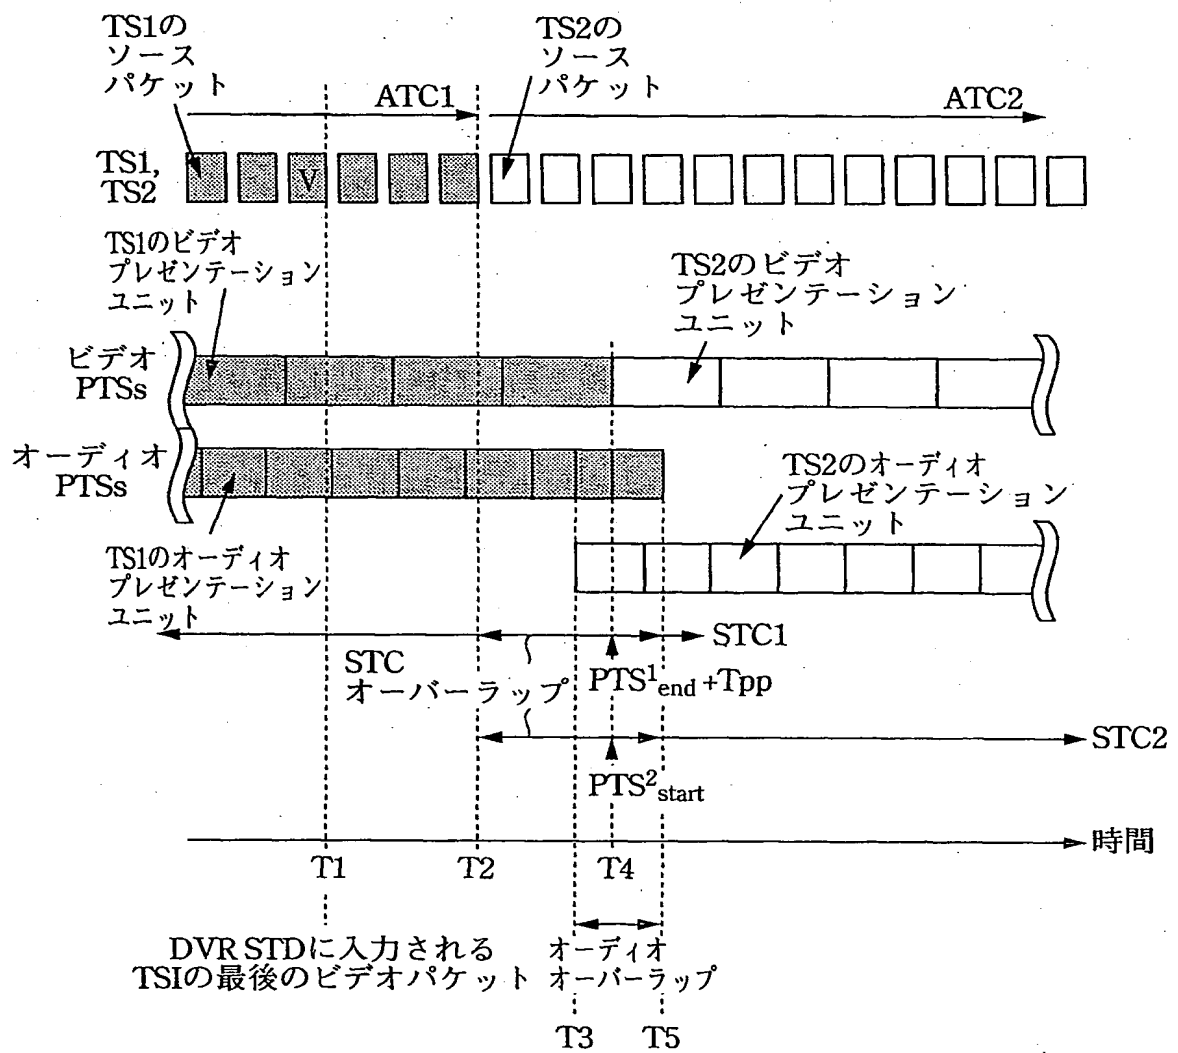 TS1の
ソース
パケット
TS2の
ソース
パケット
ATC1
ATC2
TS1,
TS2
V
TS1のビデオ
プレゼンテーション
ユニット
TS2のビデオ
プレゼンテーション
ユニット
ビデオ
PTSs
オーディオ
PTSs
TS2のオーディオ
プレゼンテーション
ユニット
TS1のオーディオ
プレゼンテーション
ユニット
STC1
STC
オーバーラップ
PTS¹end+Tpp
STC2
PTS²start
時間
T1
T2
T4
DVR STDに入力される
TSIの最後のビデオパケット
オーディオ
オーバーラップ
T3
T5